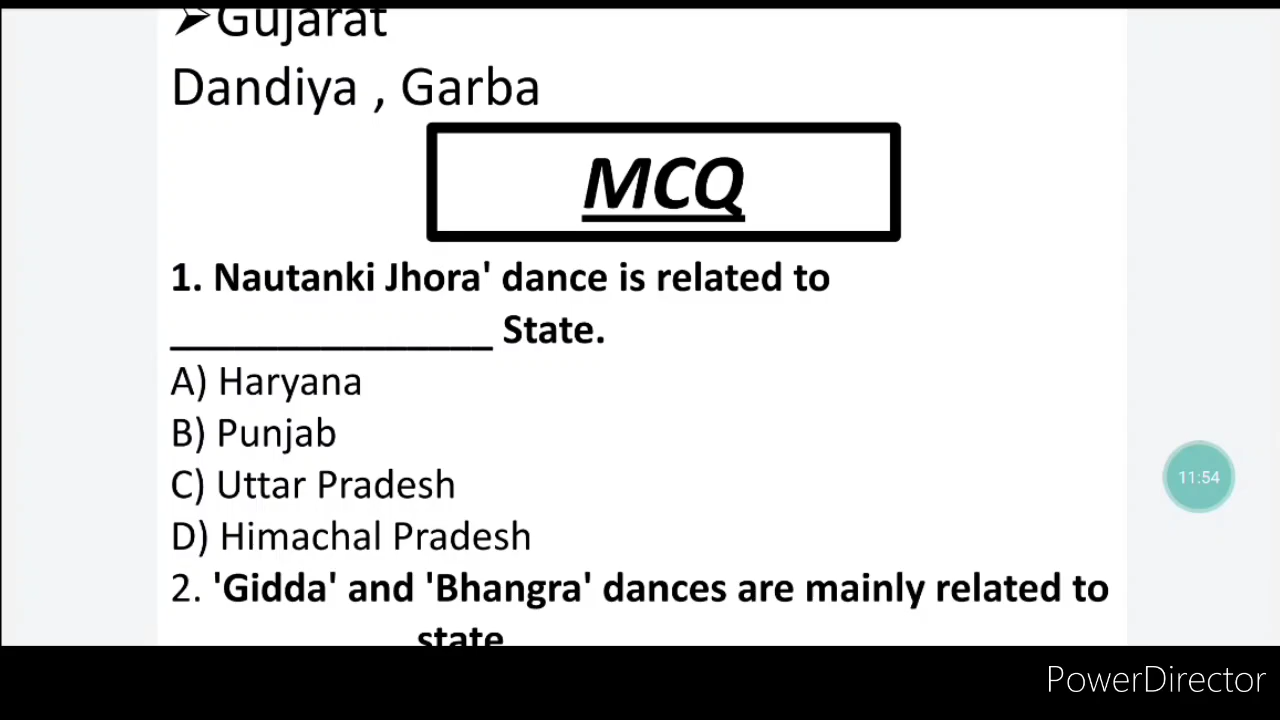 ➢Gujarat
Dandiya , Garba
MCQ
1. Nautanki Jhora' dance is related to
_______________ State.
A) Haryana
B) Punjab
C) Uttar Pradesh
D) Himachal Pradesh
2. 'Gidda' and 'Bhangra' dances are mainly related to
state
11:54
PowerDirector